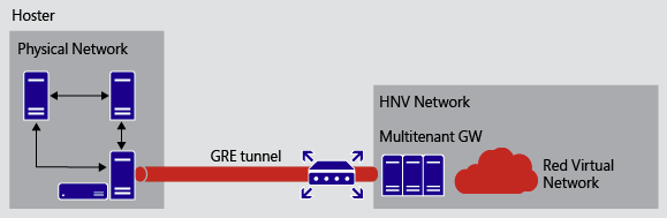 Hoster
Physical Network
GRE tunnel
HNV Network
Multitenant GW
Red Virtual
Network